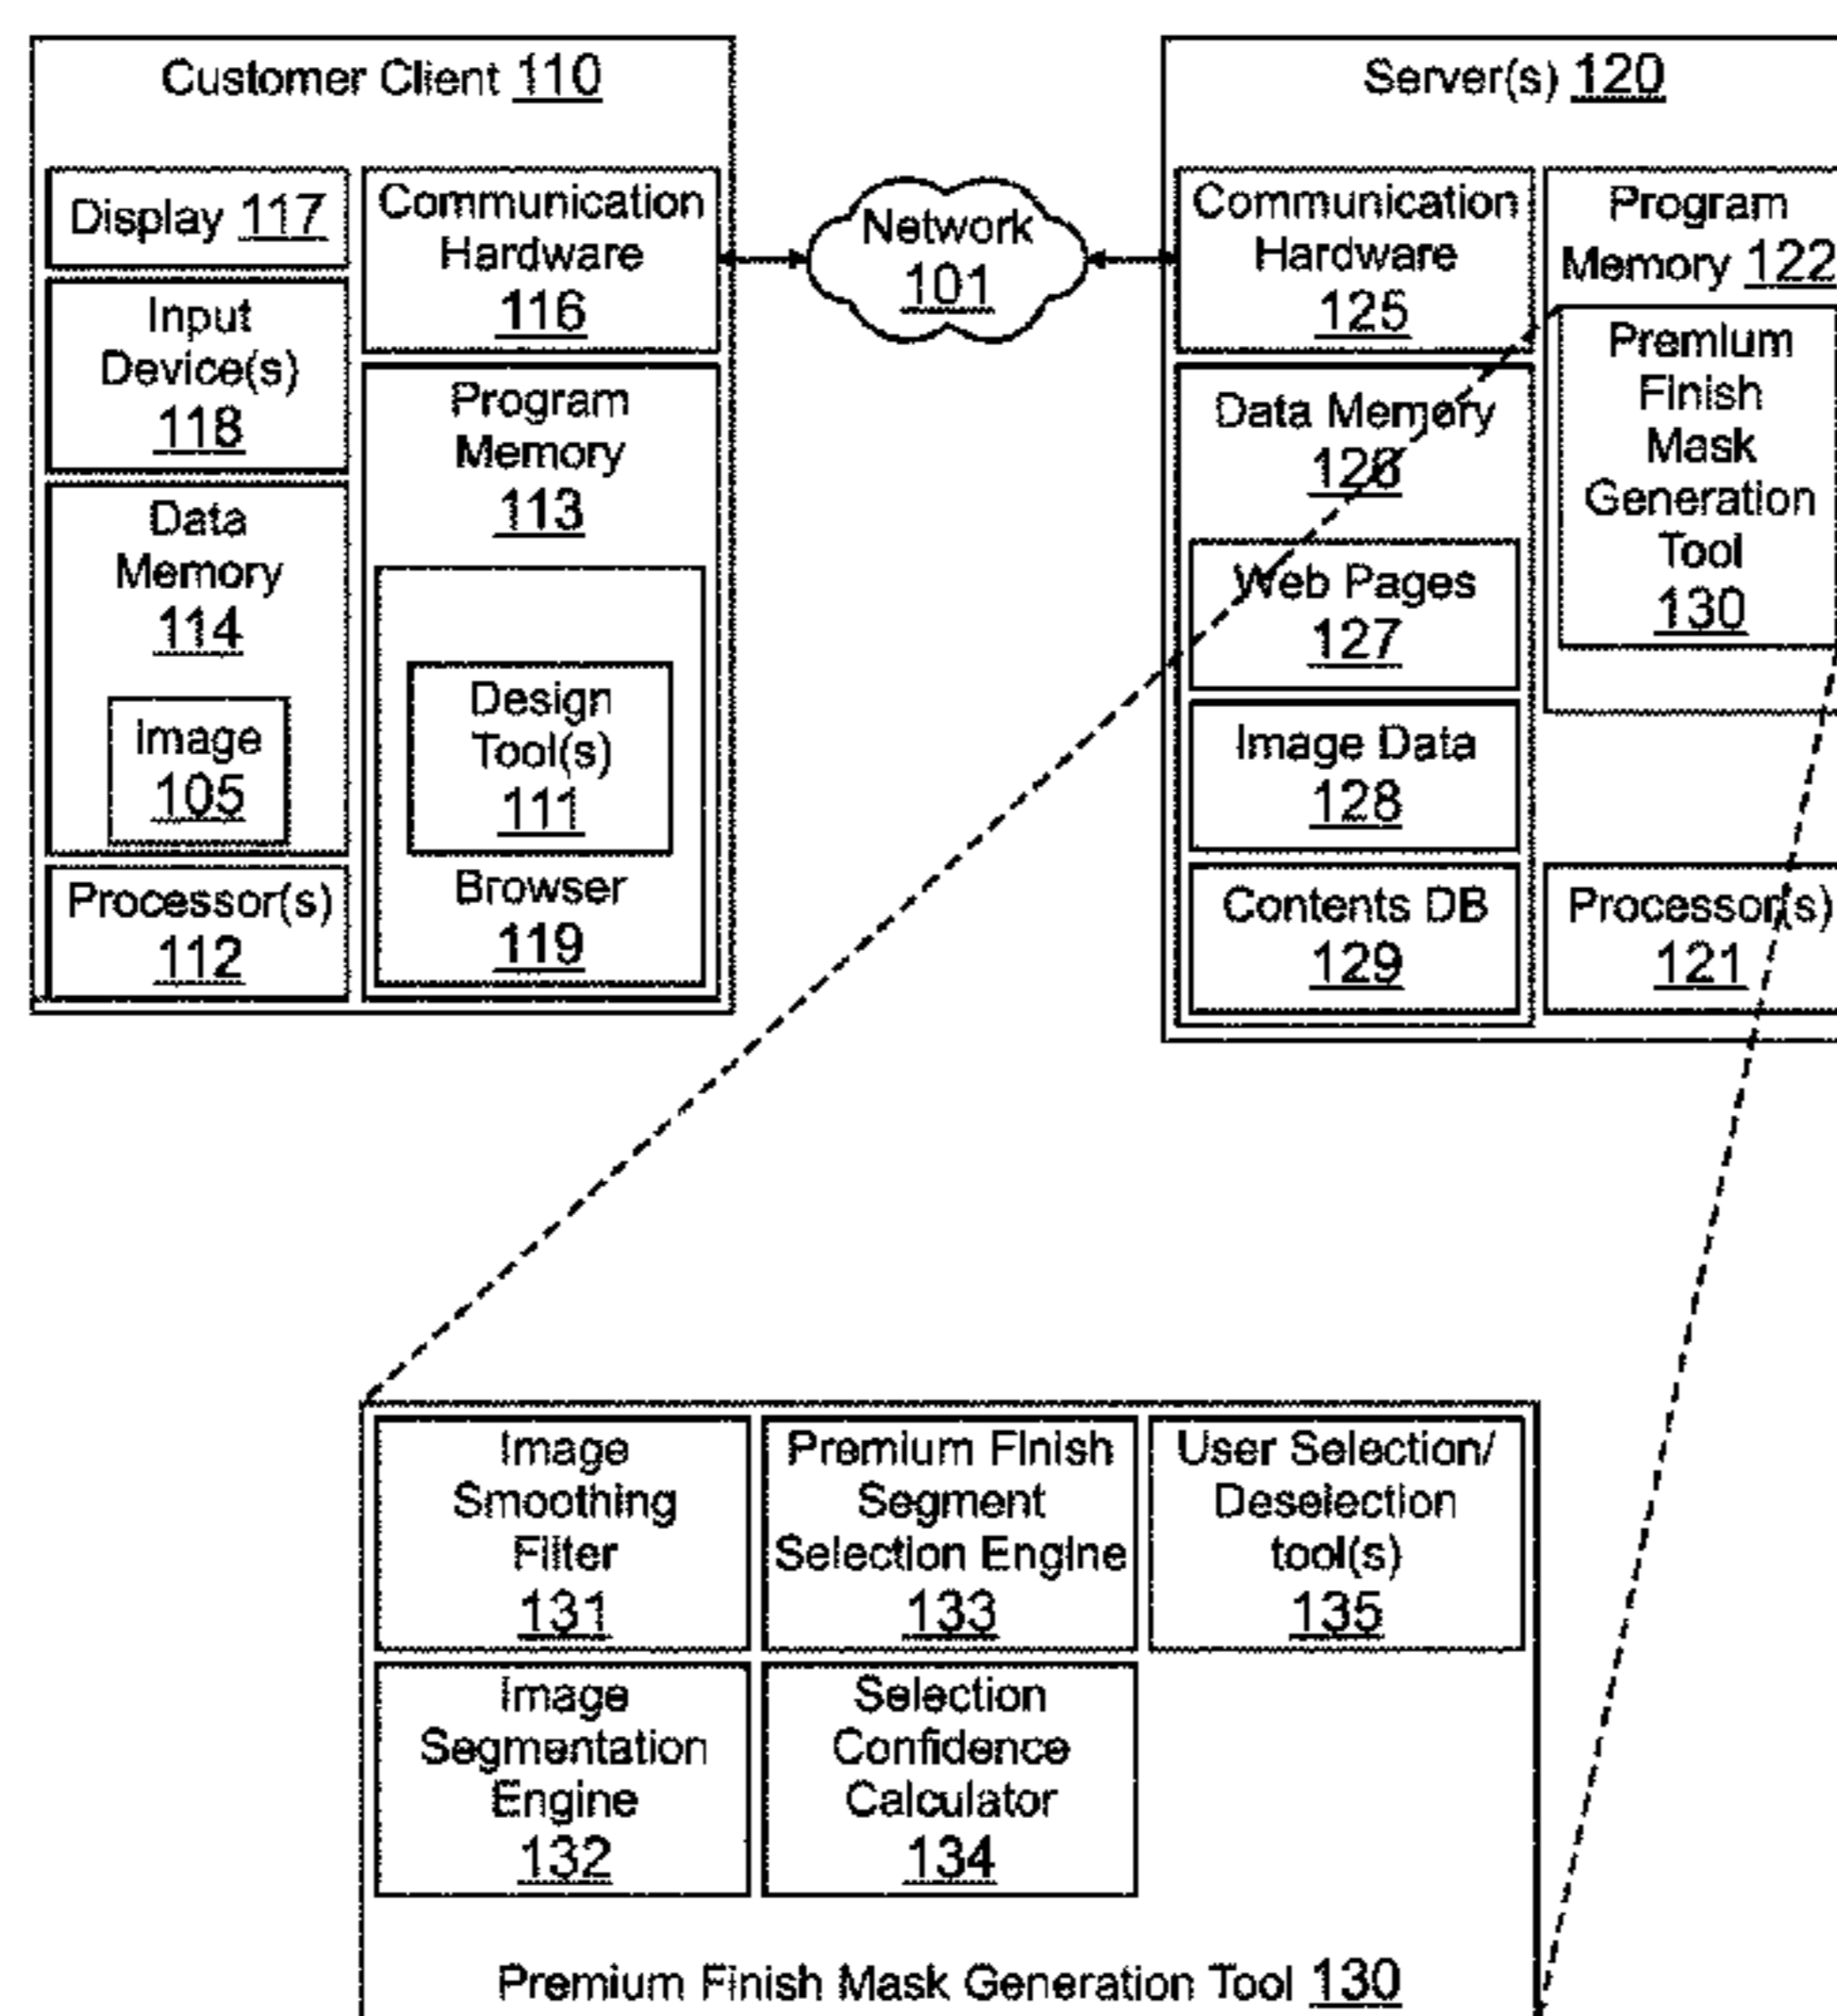 Customer Client 110
Display 117
Input
Device(s)
118
Data
Memory
114
Image
105
Processor(s)
112
Communication
Hardware
116
Program
Memory
113
Design
Tool(s)
111
Browser
119
Network
101
Server(s) 120
Communication
Hardware
125
Data Memory
126
Web Pages
127
Image Data
128
Contents DB
129
Program
Memory 122
Premium
Finish
Mask
Generation
Tool
130
Processor(s)
121
Image
Smoothing
Filter
131
Premium Finish
Segment
Selection Engine
133
User Selection/
Deselection
tool(s)
135
Image
Segmentation
Engine
132
Selection
Confidence
Calculator
134
Premium Finish Mask Generation Tool 130